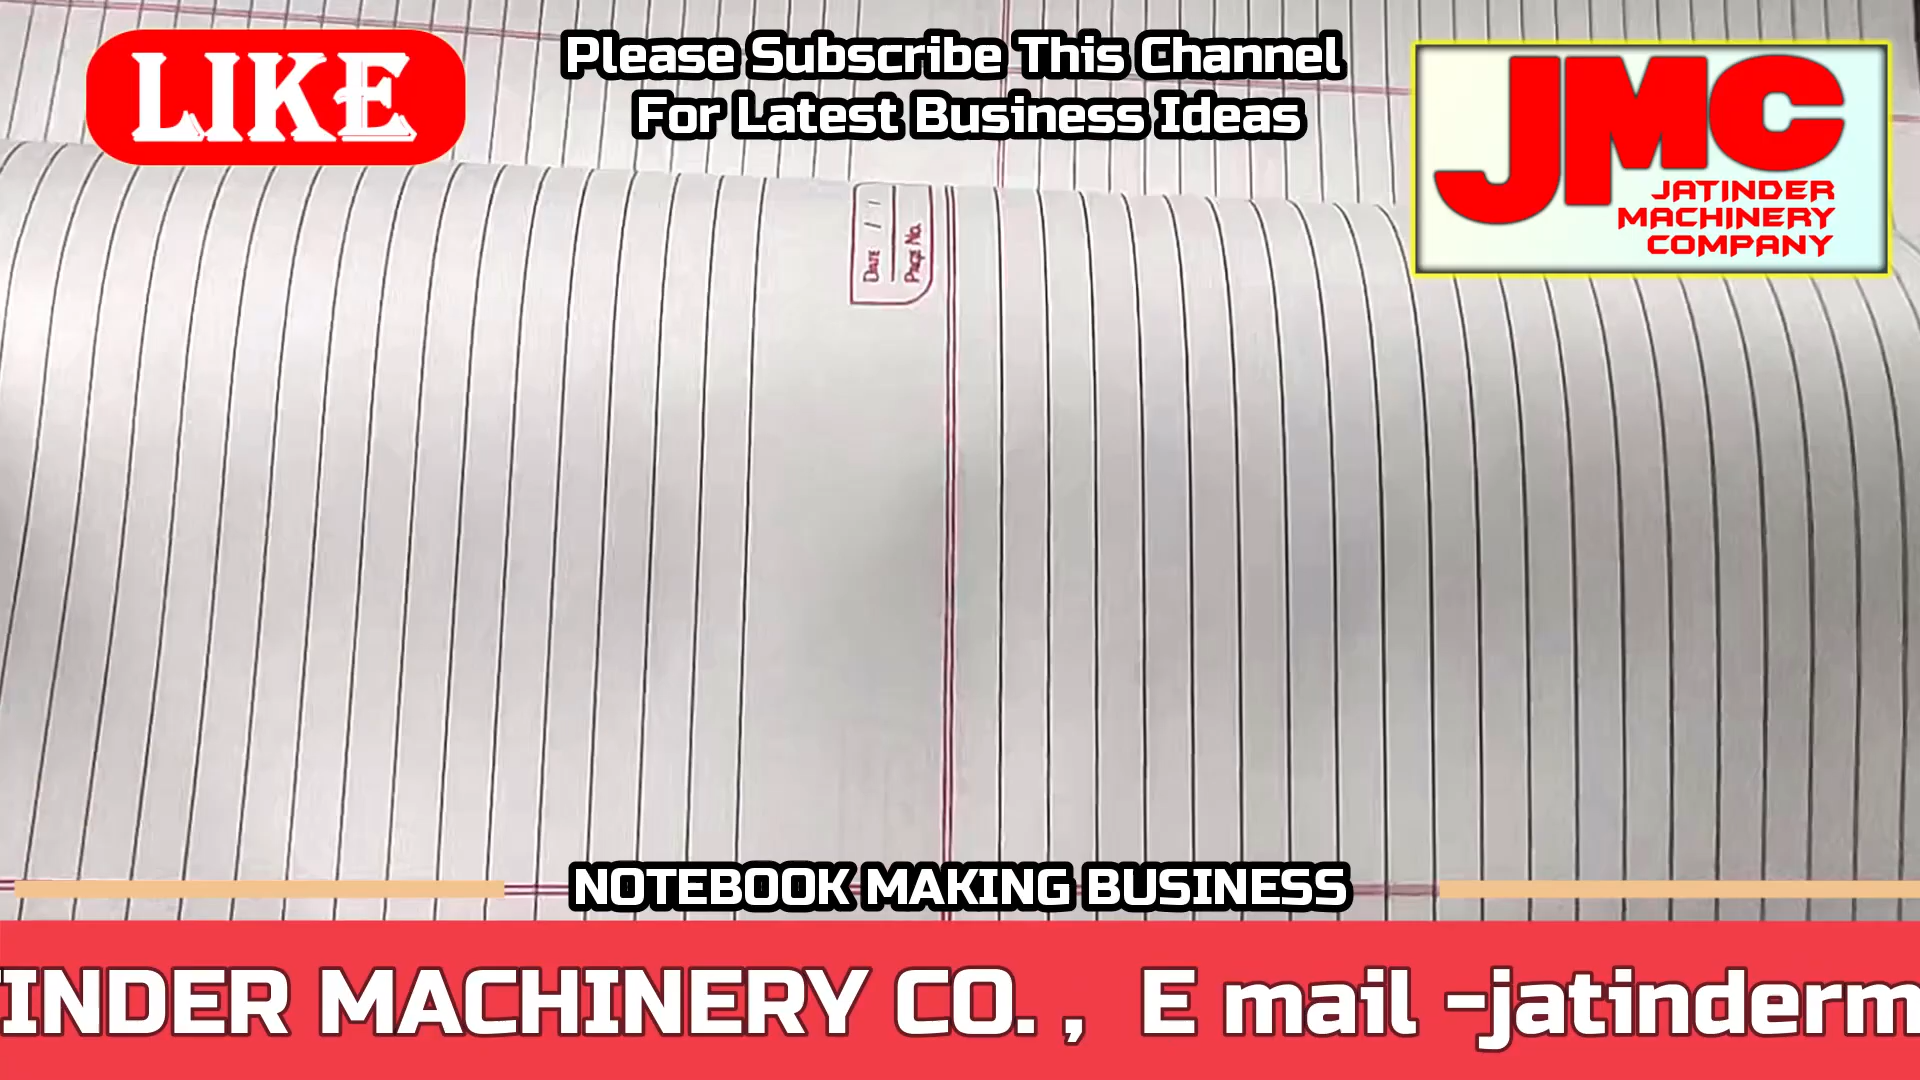 LIKE
Please Subscribe This Channel
For Latest Business Ideas
JMC
JATINDER
MACHINERY
COMPANY
DATE / /
PAGE NO.
NOTEBOOK MAKING BUSINESS
INDER MACHINERY CO. , E mail -jatinderm